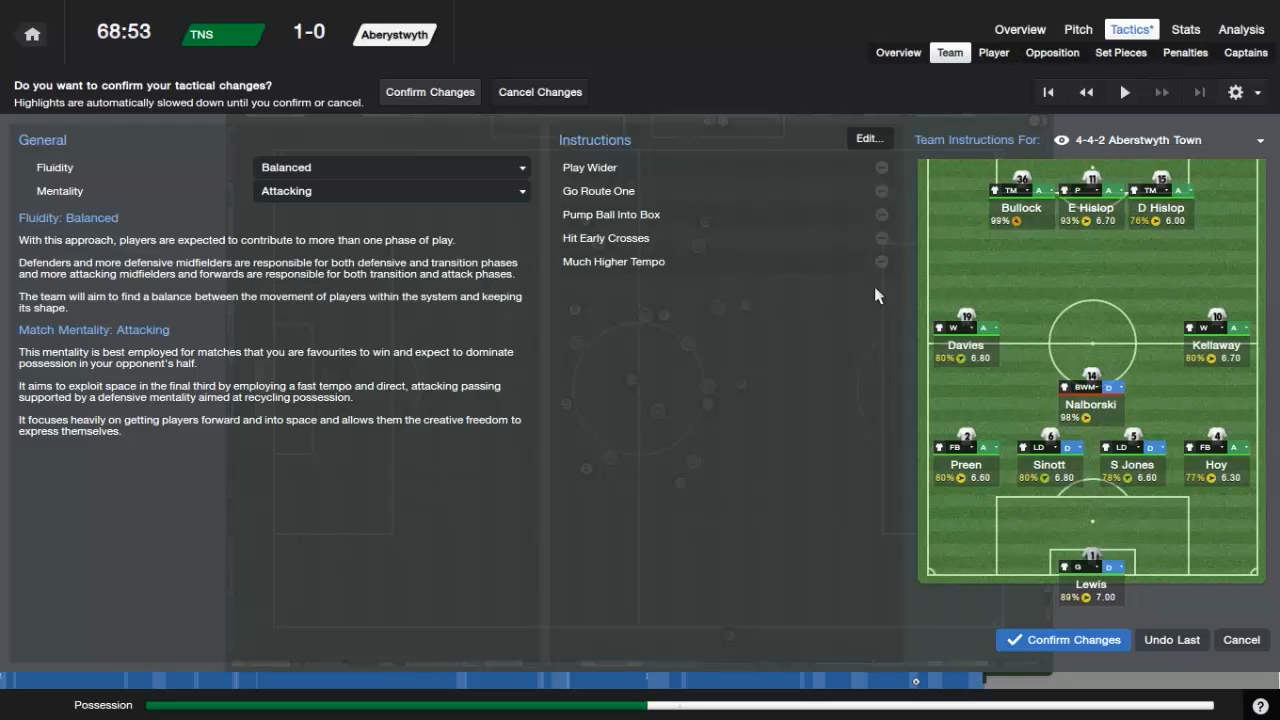 68:53
TNS
1-0
Aberystwyth
Overview Pitch Tactics* Stats Analysis
Overview Team Player Opposition Set Pieces Penalties Captains
Do you want to confirm your tactical changes?
Highlights are automatically slowed down until you confirm or cancel.
Confirm Changes
Cancel Changes
General
Fluidity Balanced
Mentality Attacking
Fluidity: Balanced
With this approach, players are expected to contribute to more than one phase of play.
Defenders and more defensive midfielders are responsible for both defensive and transition phases
and more attacking midfielders and forwards are responsible for both transition and attack phases.
The team will aim to find a balance between the movement of players within the system and keeping
its shape.
Match Mentality: Attacking
This mentality is best employed for matches that you are favourites to win and expect to dominate
possession in your opponent's half.
It aims to exploit space in the final third by employing a fast tempo and direct, attacking passing
supported by a defensive mentality aimed at recycling possession.
It focuses heavily on getting players forward and into space and allows them the creative freedom to
express themselves.
Instructions
Edit...
Play Wider
Go Route One
Pump Ball Into Box
Hit Early Crosses
Much Higher Tempo
Team Instructions For: 4-4-2 Aberstwyth Town
36 11 15
TM A P A TM A
Bullock E Hislop D Hislop
99% 93% 6.70 76% 6.00
19 10
W A W A
Davies Kellaway
80% 6.80 80% 6.70
14
BWM D
Nalborski
98%
2 6 5 4
FB A LD D LD D FB A
Preen Sinott S Jones Hoy
80% 6.60 80% 6.80 78% 6.60 77% 6.30
1
G D
Lewis
89% 7.00
Confirm Changes Undo Last Cancel
Possession
?